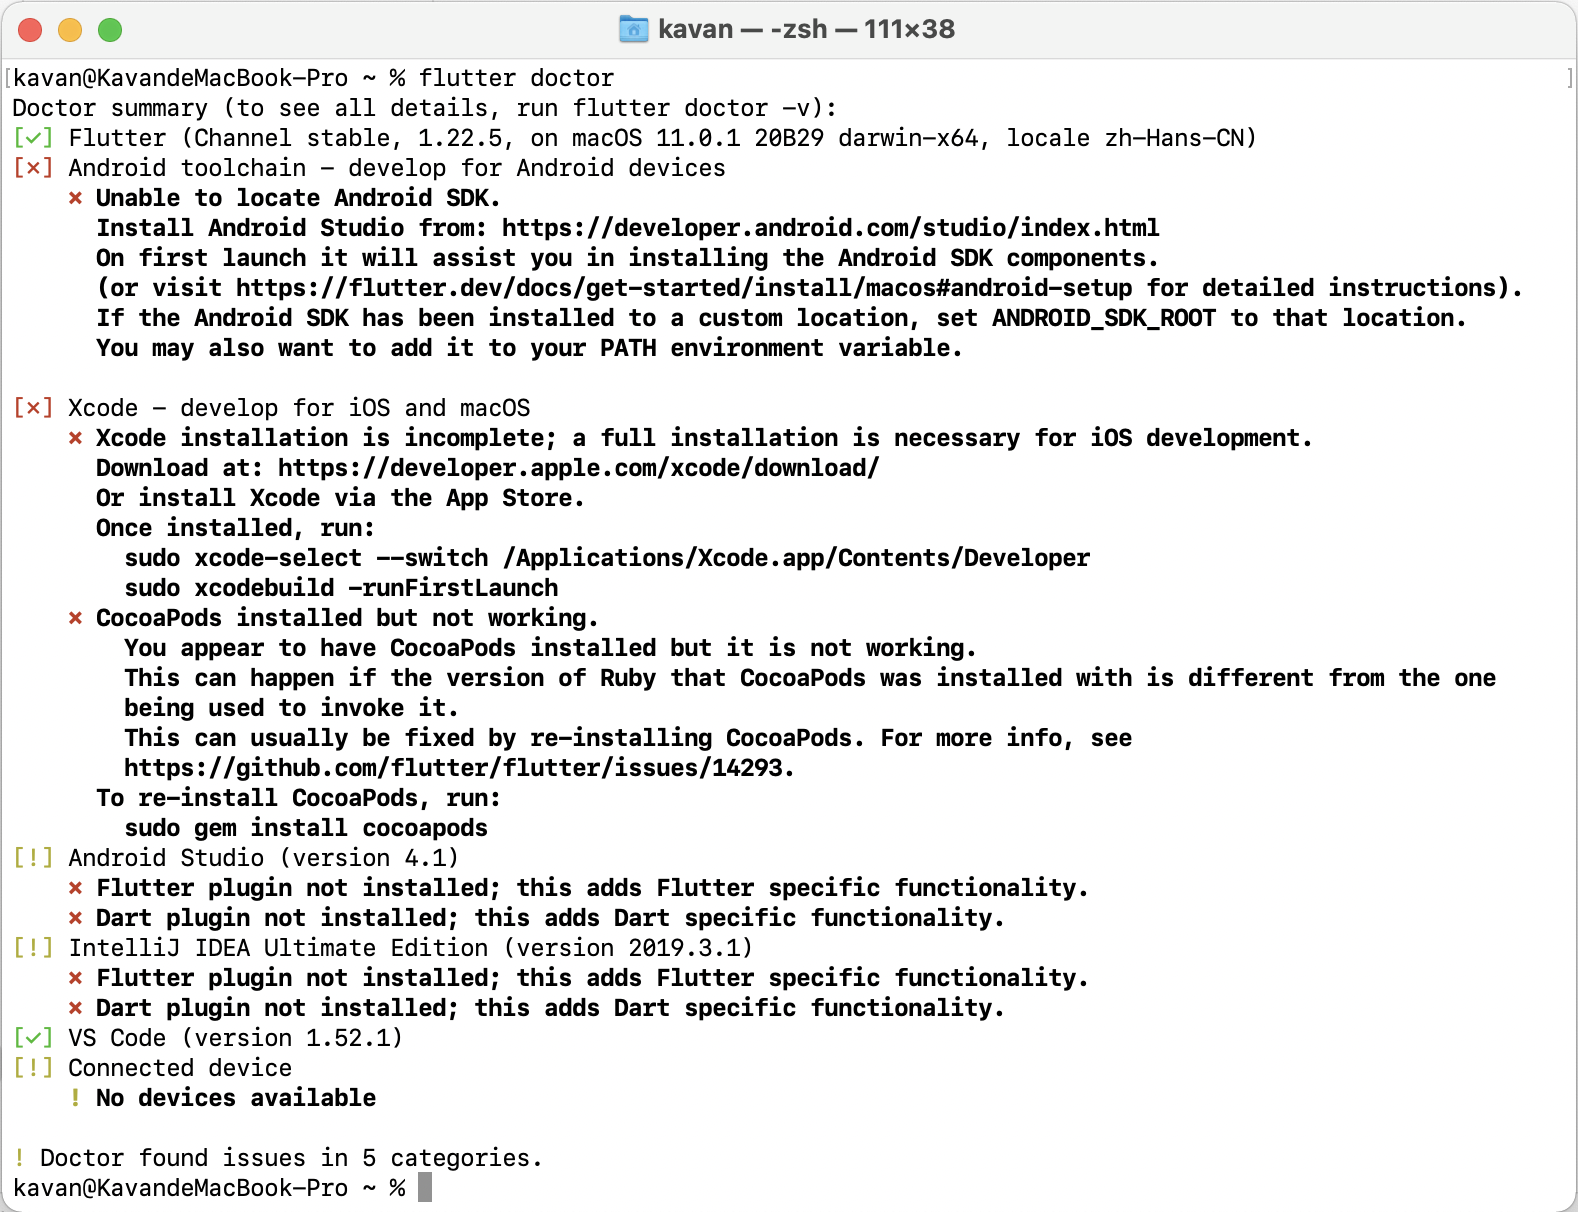 kavan — -zsh — 111×38
[kavan@KavandeMacBook-Pro ~ % flutter doctor ]
Doctor summary (to see all details, run flutter doctor -v):
[✓] Flutter (Channel stable, 1.22.5, on macOS 11.0.1 20B29 darwin-x64, locale zh-Hans-CN)
[✗] Android toolchain - develop for Android devices
    ✗ Unable to locate Android SDK.
      Install Android Studio from: https://developer.android.com/studio/index.html
      On first launch it will assist you in installing the Android SDK components.
      (or visit https://flutter.dev/docs/get-started/install/macos#android-setup for detailed instructions).
      If the Android SDK has been installed to a custom location, set ANDROID_SDK_ROOT to that location.
      You may also want to add it to your PATH environment variable.
[✗] Xcode - develop for iOS and macOS
    ✗ Xcode installation is incomplete; a full installation is necessary for iOS development.
      Download at: https://developer.apple.com/xcode/download/
      Or install Xcode via the App Store.
      Once installed, run:
        sudo xcode-select --switch /Applications/Xcode.app/Contents/Developer
        sudo xcodebuild -runFirstLaunch
    ✗ CocoaPods installed but not working.
        You appear to have CocoaPods installed but it is not working.
        This can happen if the version of Ruby that CocoaPods was installed with is different from the one
        being used to invoke it.
        This can usually be fixed by re-installing CocoaPods. For more info, see
        https://github.com/flutter/flutter/issues/14293.
      To re-install CocoaPods, run:
        sudo gem install cocoapods
[!] Android Studio (version 4.1)
    ✗ Flutter plugin not installed; this adds Flutter specific functionality.
    ✗ Dart plugin not installed; this adds Dart specific functionality.
[!] IntelliJ IDEA Ultimate Edition (version 2019.3.1)
    ✗ Flutter plugin not installed; this adds Flutter specific functionality.
    ✗ Dart plugin not installed; this adds Dart specific functionality.
[✓] VS Code (version 1.52.1)
[!] Connected device
    ! No devices available
! Doctor found issues in 5 categories.
kavan@KavandeMacBook-Pro ~ %